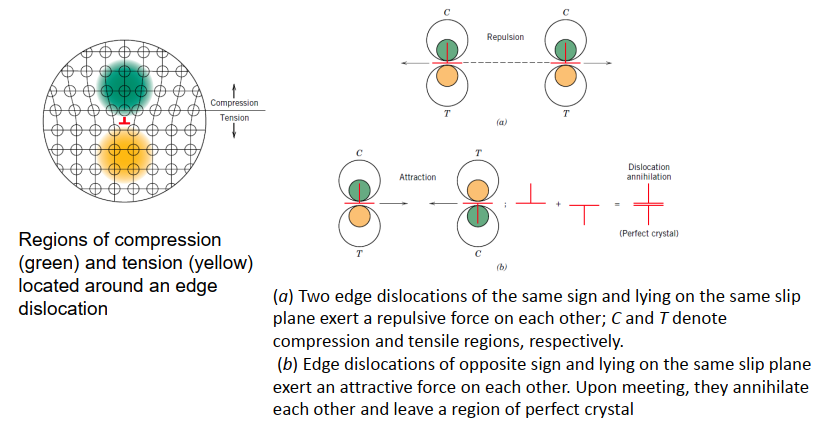 Compression
Tension
Regions of compression
(green) and tension (yellow)
located around an edge
dislocation
C
C
Repulsion
T
T
(a)
C
T
Attraction
Dislocation
annihilation
;
+
=
(Perfect crystal)
T
C
(b)
(a) Two edge dislocations of the same sign and lying on the same slip
plane exert a repulsive force on each other; C and T denote
compression and tensile regions, respectively.
(b) Edge dislocations of opposite sign and lying on the same slip plane
exert an attractive force on each other. Upon meeting, they annihilate
each other and leave a region of perfect crystal